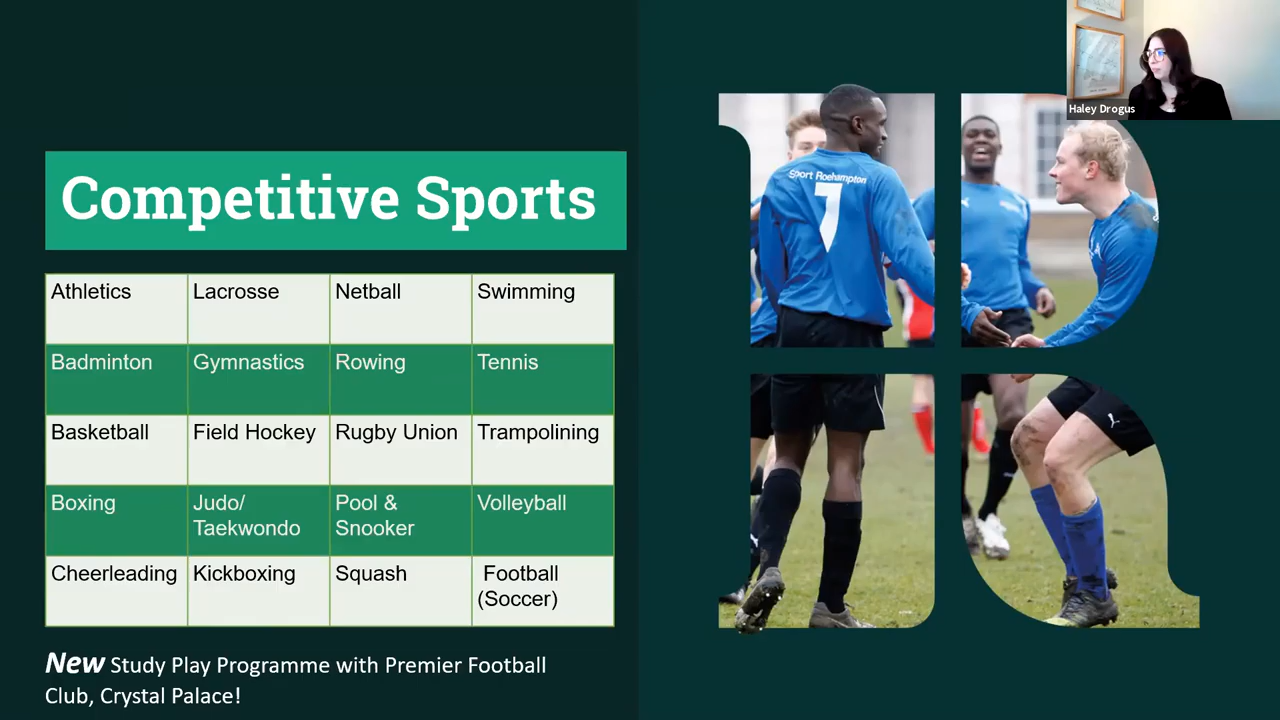 Haley Drogus
Competitive Sports
Athletics Lacrosse Netball Swimming
Badminton Gymnastics Rowing Tennis
Basketball Field Hockey Rugby Union Trampolining
Boxing Judo/ Pool & Volleyball
Taekwondo Snooker
Cheerleading Kickboxing Squash Football
(Soccer)
New Study Play Programme with Premier Football
Club, Crystal Palace!
Sport Roehampton
7